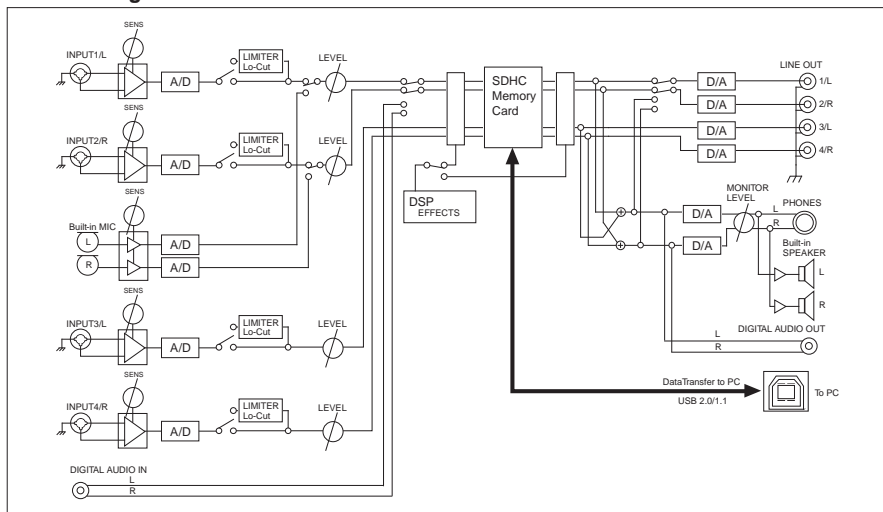 SENS
INPUT1/L
A/D
LIMITER
Lo-Cut
LEVEL
SENS
INPUT2/R
A/D
LIMITER
Lo-Cut
LEVEL
SENS
Built-in MIC
L
R
A/D
A/D
SENS
INPUT3/L
A/D
LIMITER
Lo-Cut
LEVEL
SENS
INPUT4/R
A/D
LIMITER
Lo-Cut
LEVEL
DIGITAL AUDIO IN
L
R
DSP
EFFECTS
SDHC
Memory
Card
D/A
D/A
D/A
D/A
LINE OUT
1/L
2/R
3/L
4/R
D/A
D/A
MONITOR
LEVEL
L
R
PHONES
Built-in
SPEAKER
L
R
DIGITAL AUDIO OUT
L
R
DataTransfer to PC
USB 2.0/1.1
To PC